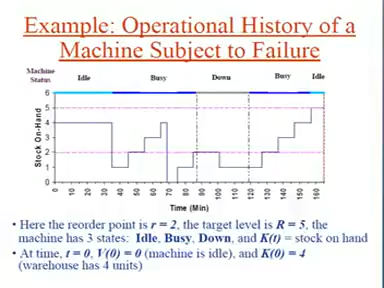 Example: Operational History of a
Machine Subject to Failure
Machine
Status
Idle
Busy
Down
Busy
Idle
6
5
4
3
2
1
0
Stock On-Hand
0 10 20 30 40 50 60 70 80 90 100 110 120 130 140 150 160
Time (Min)
• Here the reorder point is r = 2, the target level is R = 5, the
machine has 3 states: Idle, Busy, Down, and K(t) = stock on hand
• At time, t = 0, V(0) = 0 (machine is idle), and K(0) = 4
(warehouse has 4 units)